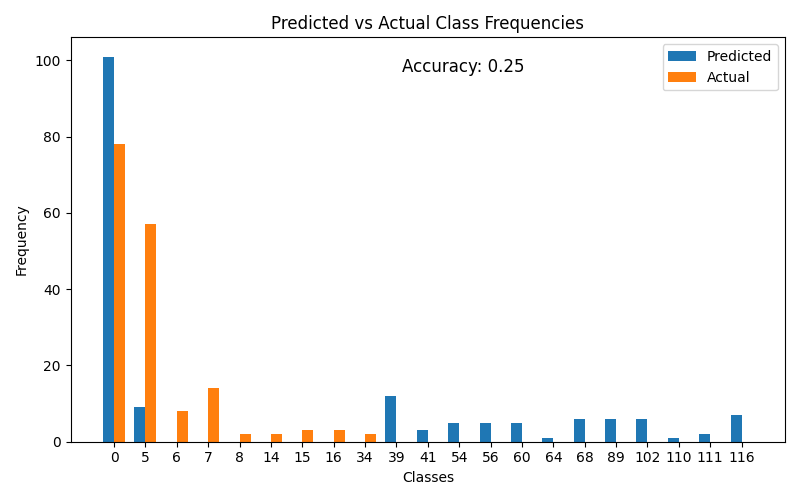 Predicted vs Actual Class Frequencies
Accuracy: 0.25
Predicted
Actual
Frequency
100
80
60
40
20
0
0 5 6 7 8 14 15 16 34 39 41 54 56 60 64 68 89 102 110 111 116
Classes